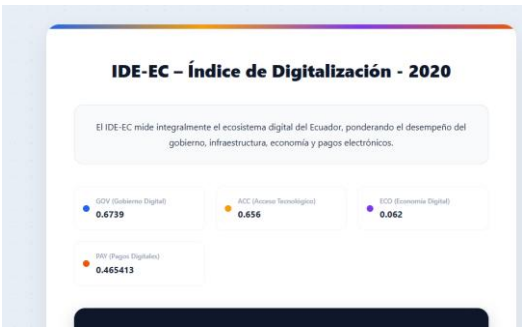 IDE-EC – Índice de Digitalización - 2020
El IDE-EC mide integralmente el ecosistema digital del Ecuador, ponderando el desempeño del
gobierno, infraestructura, economía y pagos electrónicos.
GOV (Gobierno Digital)
0.6739
ACC (Acceso Tecnológico)
0.656
ECO (Economía Digital)
0.062
PAY (Pagos Digitales)
0.465413